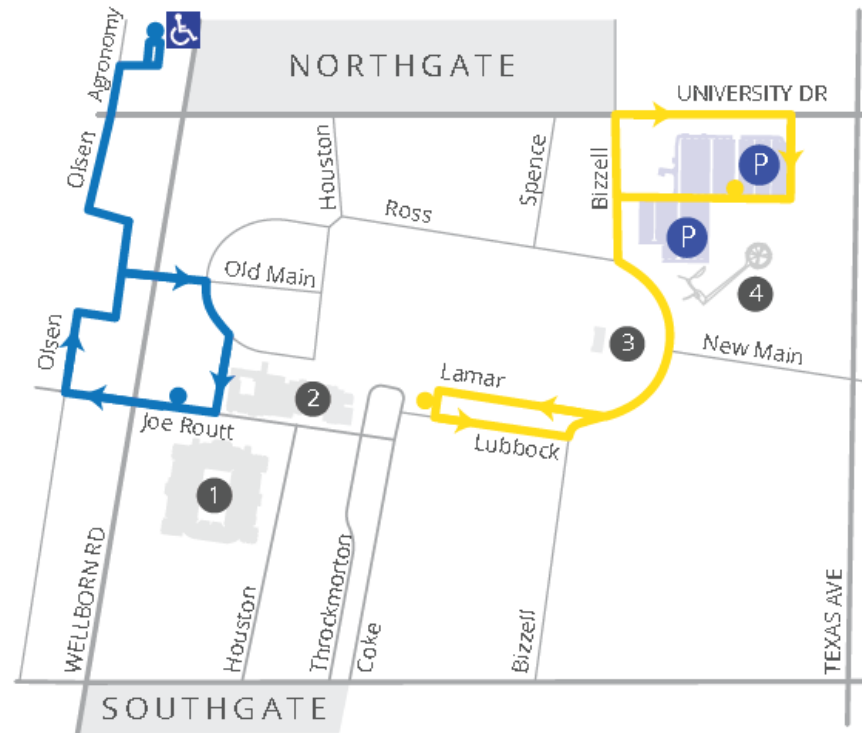 Agronomy
NORTHGATE
UNIVERSITY DR
Olsen
Houston
Spence
Bizzell
P
Ross
P
Old Main
4
Olsen
3
New Main
Lamar
2
Joe Routt
Lubbock
1
WELLBORN RD
Houston
Throckmorton
Coke
Bizzell
TEXAS AVE
SOUTHGATE